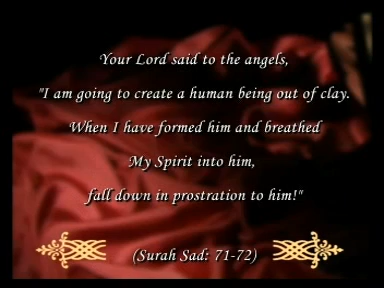 Your Lord said to the angels,
"I am going to create a human being out of clay.
When I have formed him and breathed
My Spirit into him,
fall down in prostration to him!"
(Surah Sad: 71-72)